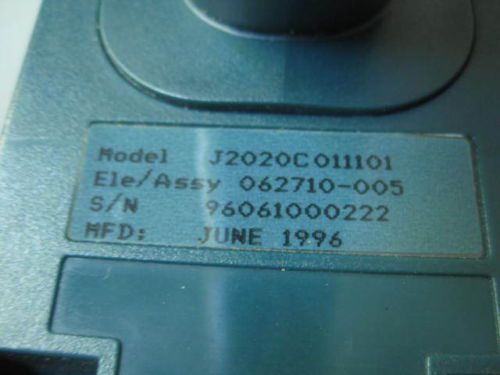 Model J2020C011101
Ele/Assy 062710-005
S/N 96061000222
MFD: JUNE 1996